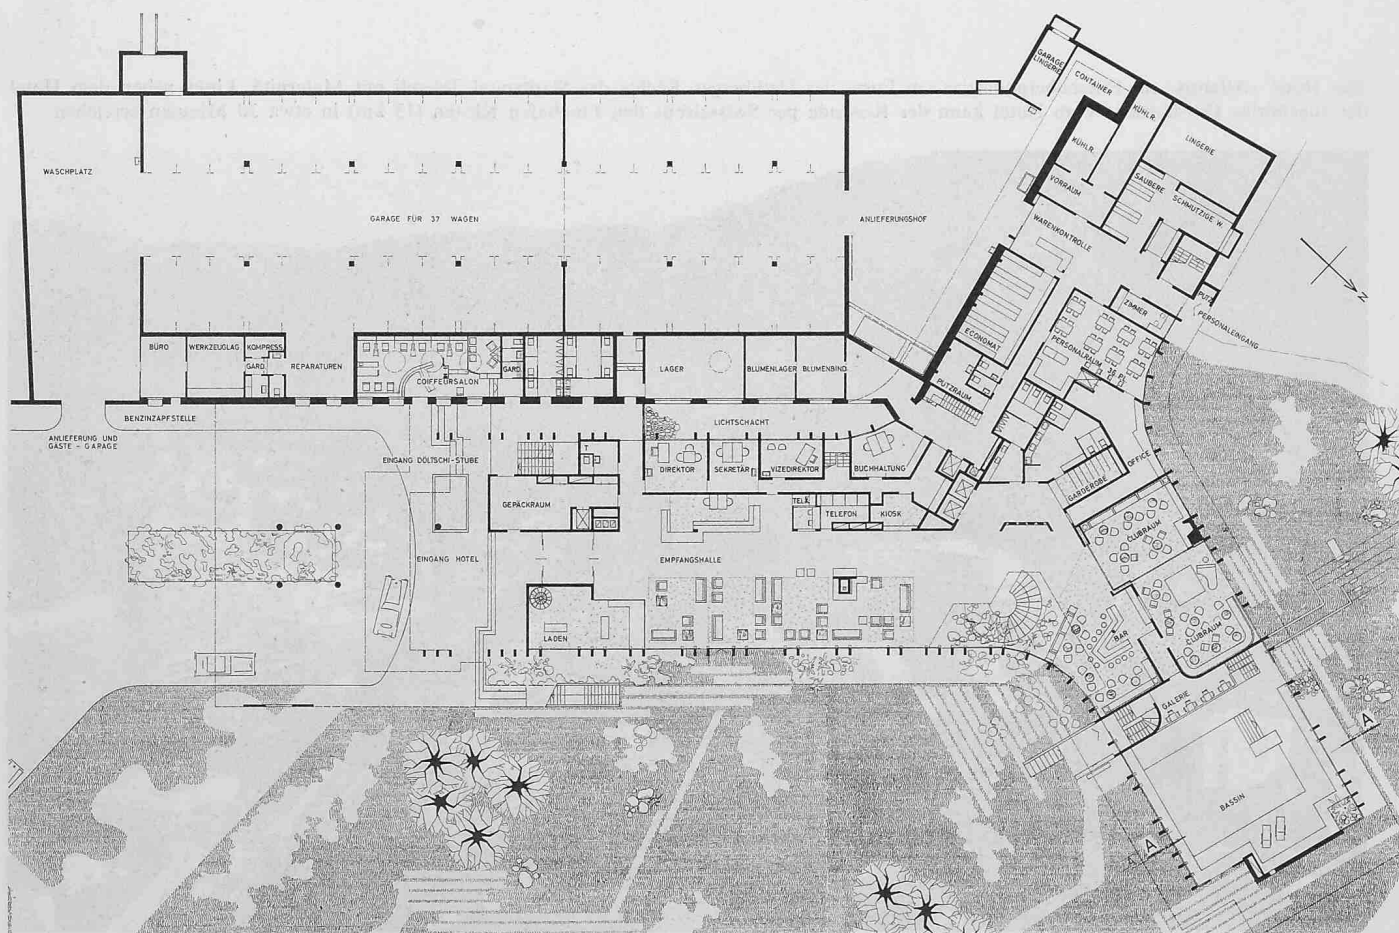 WASCHPLATZ
GARAGE FÜR 37 WAGEN
ANLIEFERUNGSHOF
GARAGE
LINGERIE
CONTAINER
KÜHLR.
KÜHLR.
LINGERIE
VORRAUM
SAUBERE
SCHMUTZIGE W.
WARENKONTROLLE
PUTZ
PERSONALEINGANG
ZIMMER
ECONOMAT
PERSONALRAUM 36 PL
PUTZRAUM
N
BÜRO
WERKZEUGLAG.
KOMPRESS.
GARD.
REPARATUREN
COIFFEURSALON
GARD.
LAGER
BLUMENLAGER
BLUMENBIND.
BENZINZAPFSTELLE
ANLIEFERUNG UND
GÄSTE - GARAGE
LICHTSCHACHT
EINGANG DÖLTSCHI-STUBE
T
DIREKTOR
SEKRETÄR
VIZEDIREKTOR
BUCHHALTUNG
OFFICE
GARDEROBE
GEPÄCKRAUM
TELEFON
KIOSK
CLUBRAUM
EINGANG HOTEL
EMPFANGSHALLE
LADEN
BAR
CLUBRAUM
GALERIE
A
BASSIN
A